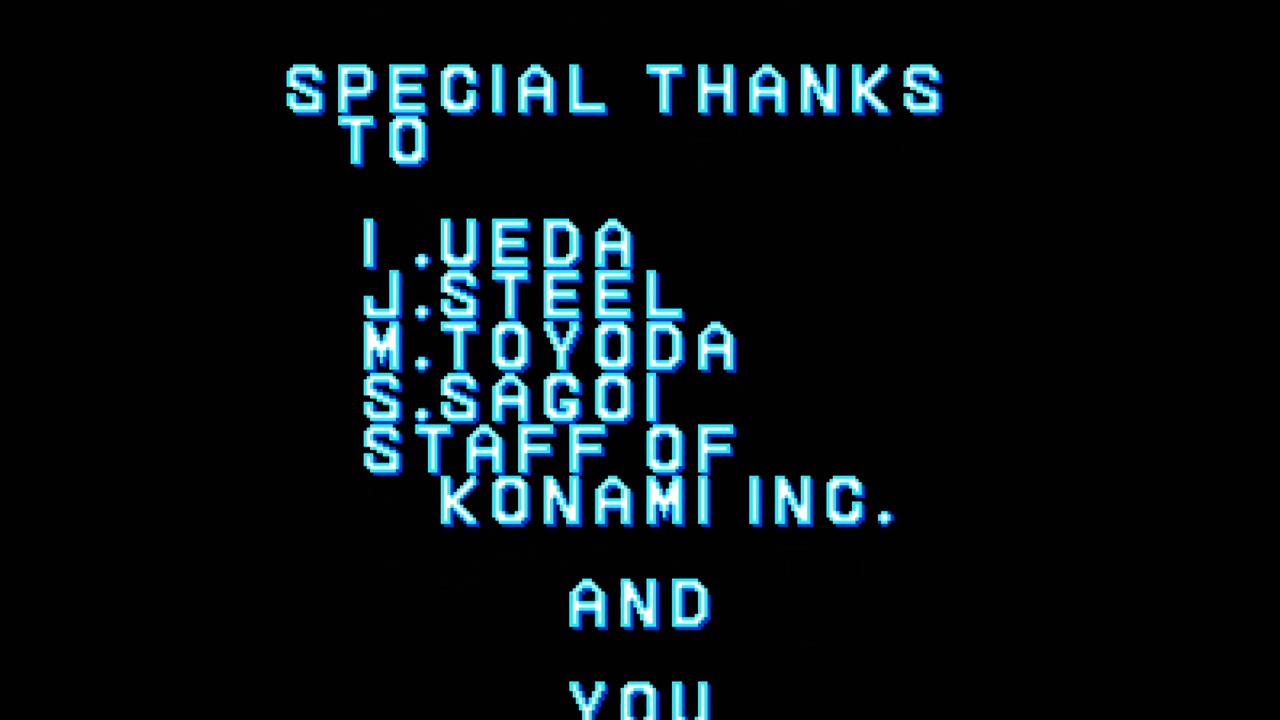 SPECIAL THANKS
TO
I.UEDA
J.STEEL
M.TOYODA
S.SAGOI
STAFF OF
KONAMI INC.
AND
YOU